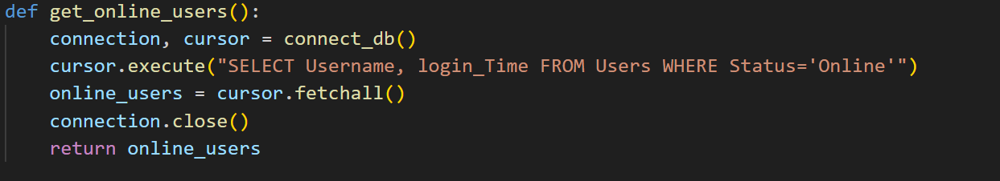 def get_online_users():
    connection, cursor = connect_db()
    cursor.execute("SELECT Username, login_Time FROM Users WHERE Status='Online'")
    online_users = cursor.fetchall()
    connection.close()
    return online_users